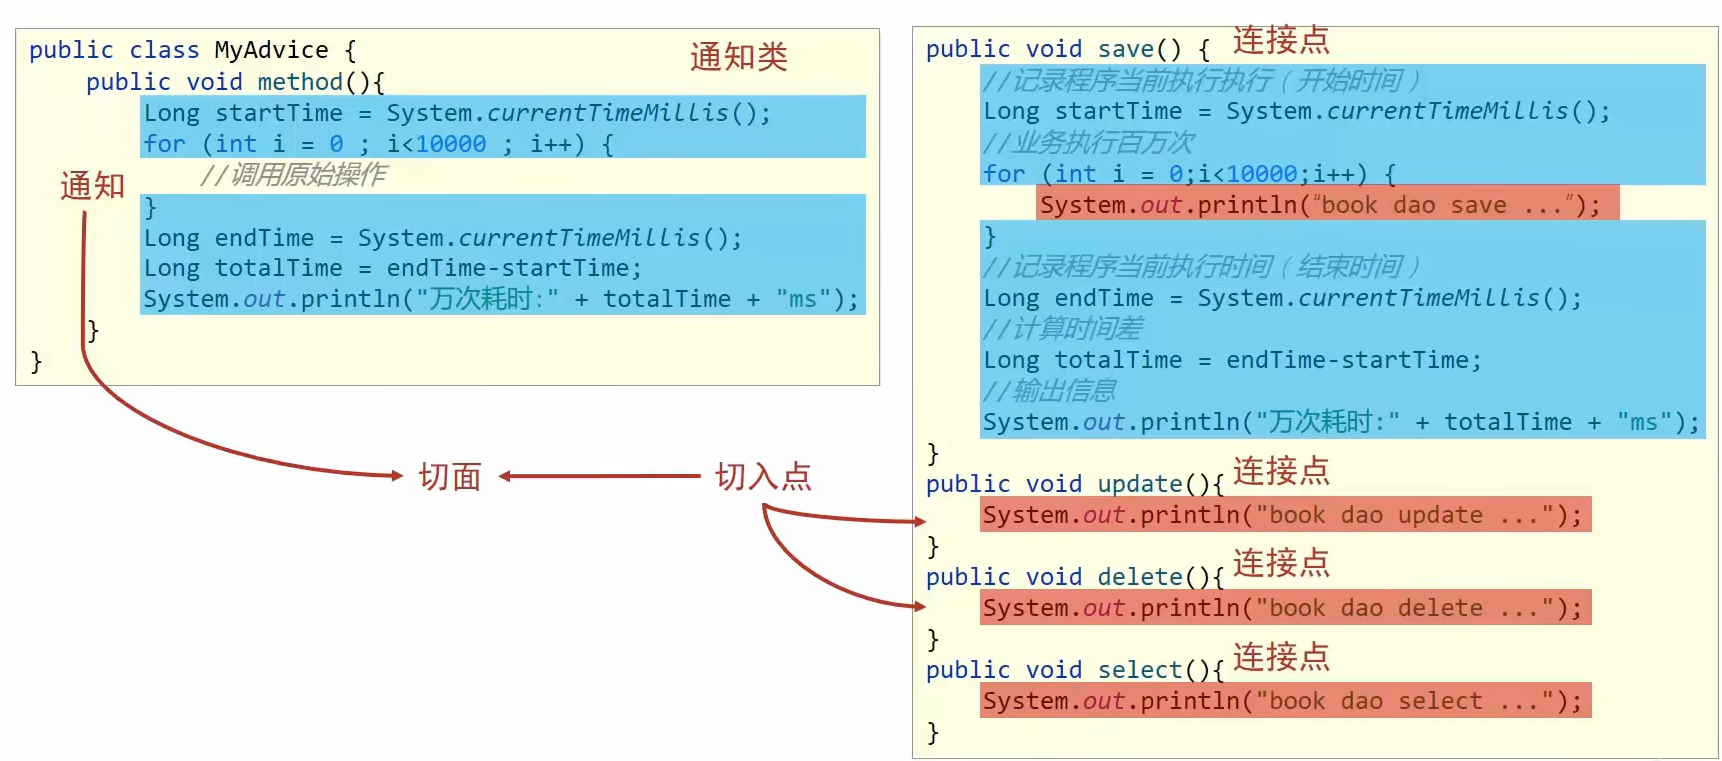 public class MyAdvice {
通知类
public void method(){
Long startTime = System.currentTimeMillis();
for (int i = 0 ; i<10000 ; i++) {
//调用原始操作
通知
}
Long endTime = System.currentTimeMillis();
Long totalTime = endTime-startTime;
System.out.println("万次耗时:" + totalTime + "ms");
}
}
切面
切入点
public void save() {
连接点
//记录程序当前执行执行（开始时间）
Long startTime = System.currentTimeMillis();
//业务执行百万次
for (int i = 0;i<10000;i++) {
System.out.println(“book dao save ...”);
}
//记录程序当前执行时间（结束时间）
Long endTime = System.currentTimeMillis();
//计算时间差
Long totalTime = endTime-startTime;
//输出信息
System.out.println("万次耗时:" + totalTime + "ms");
}
public void update(){
连接点
System.out.println("book dao update ...");
}
public void delete(){
连接点
System.out.println("book dao delete ...");
}
public void select(){
连接点
System.out.println("book dao select ...");
}